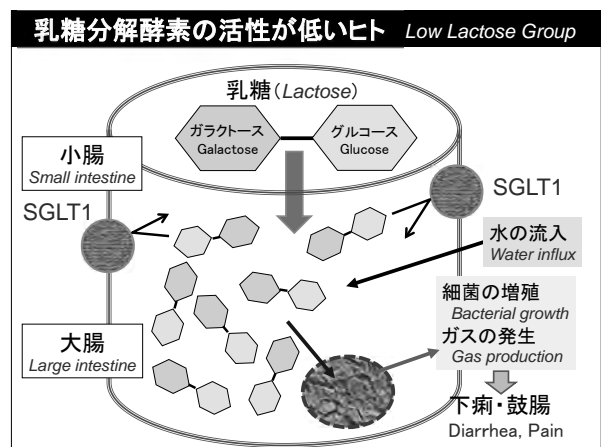 乳糖分解酵素の活性が低いヒト Low Lactose Group
乳糖(Lactose)
ガラクトース
Galactose
グルコース
Glucose
小腸
Small intestine
SGLT1
SGLT1
水の流入
Water influx
細菌の増殖
Bacterial growth
ガスの発生
Gas production
大腸
Large intestine
下痢・鼓腸
Diarrhea, Pain